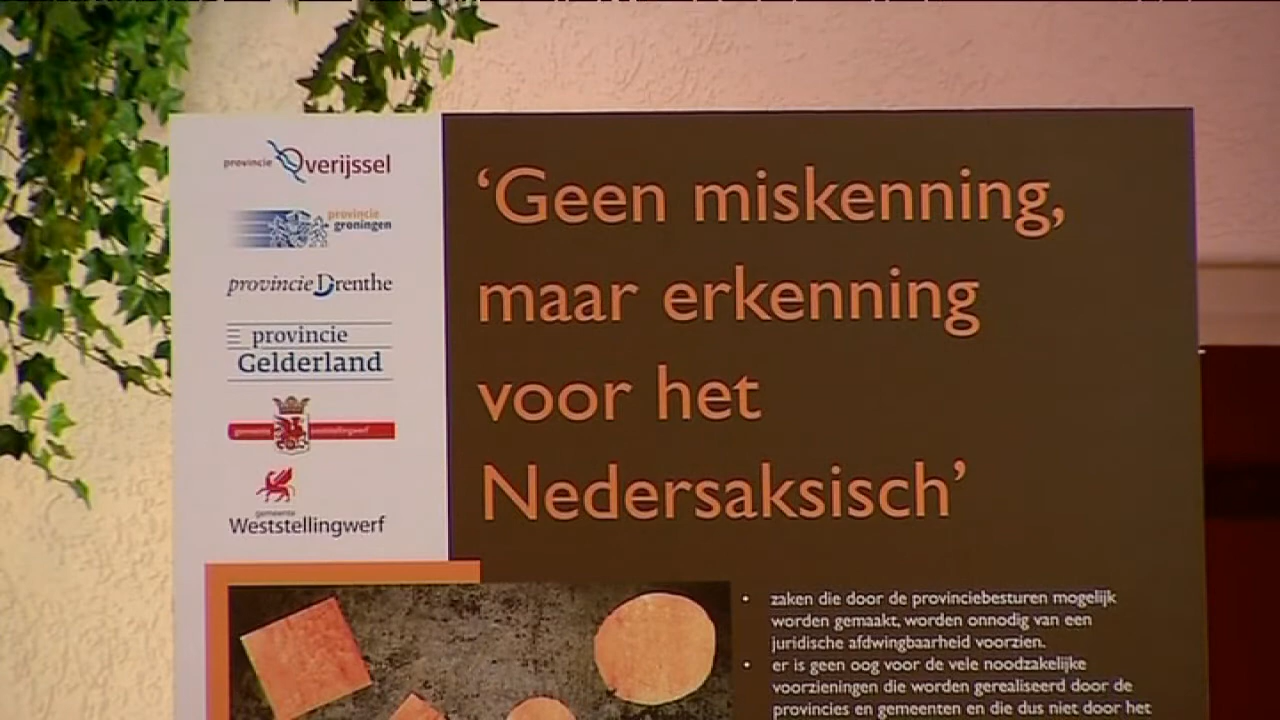 provincie Overijssel
provincie
groningen
provincie Drenthe
provincie
Gelderland
gemeente
gemeente
Weststellingwerf
‘Geen miskenning,
maar erkenning
voor het
Nedersaksisch’
• zaken die door de provinciebesturen mogelijk
worden gemaakt, worden onnodig van een
juridische afdwingbaarheid voorzien.
• er is geen oog voor de vele noodzakelijke
voorzieningen die worden gerealiseerd door de
provincies en gemeenten en die dus niet door het